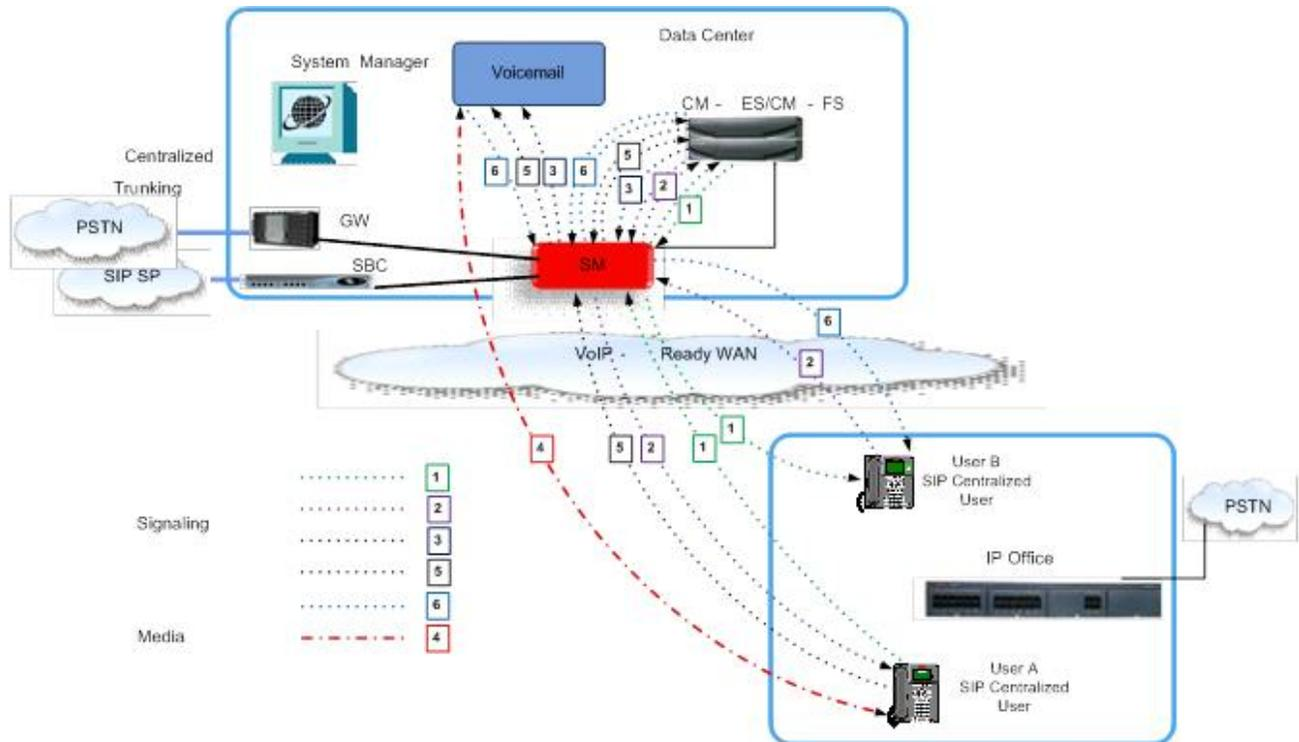 Data Center
System Manager
Voicemail
CM - ES/CM - FS
Centralized
Trunking
PSTN
GW
SIP SP
SBC
SM
6
5
3
6
5
3
2
1
6
2
VoIP Ready WAN
4
5
2
1
1
Signaling
1
2
3
5
6
Media
4
User B
SIP Centralized
User
PSTN
IP Office
User A
SIP Centralized
User